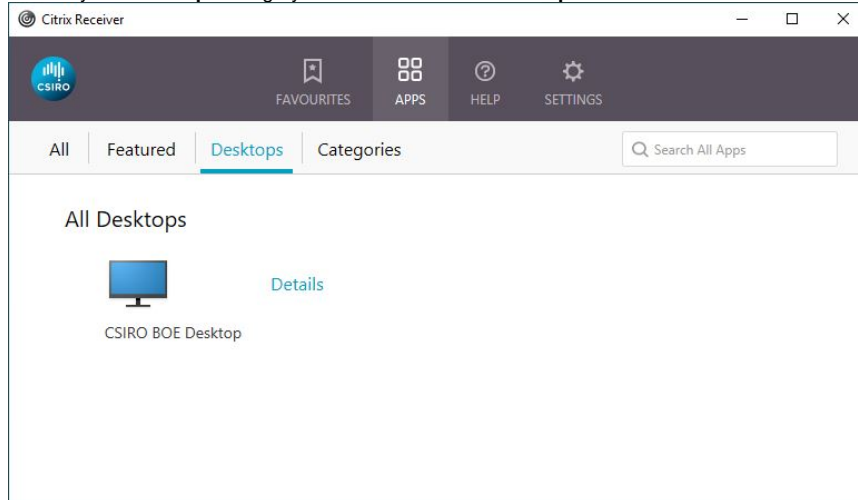 Citrix Receiver
CSIRO
FAVOURITES
APPS
HELP
SETTINGS
All
Featured
Desktops
Categories
Search All Apps
All Desktops
Details
CSIRO BOE Desktop